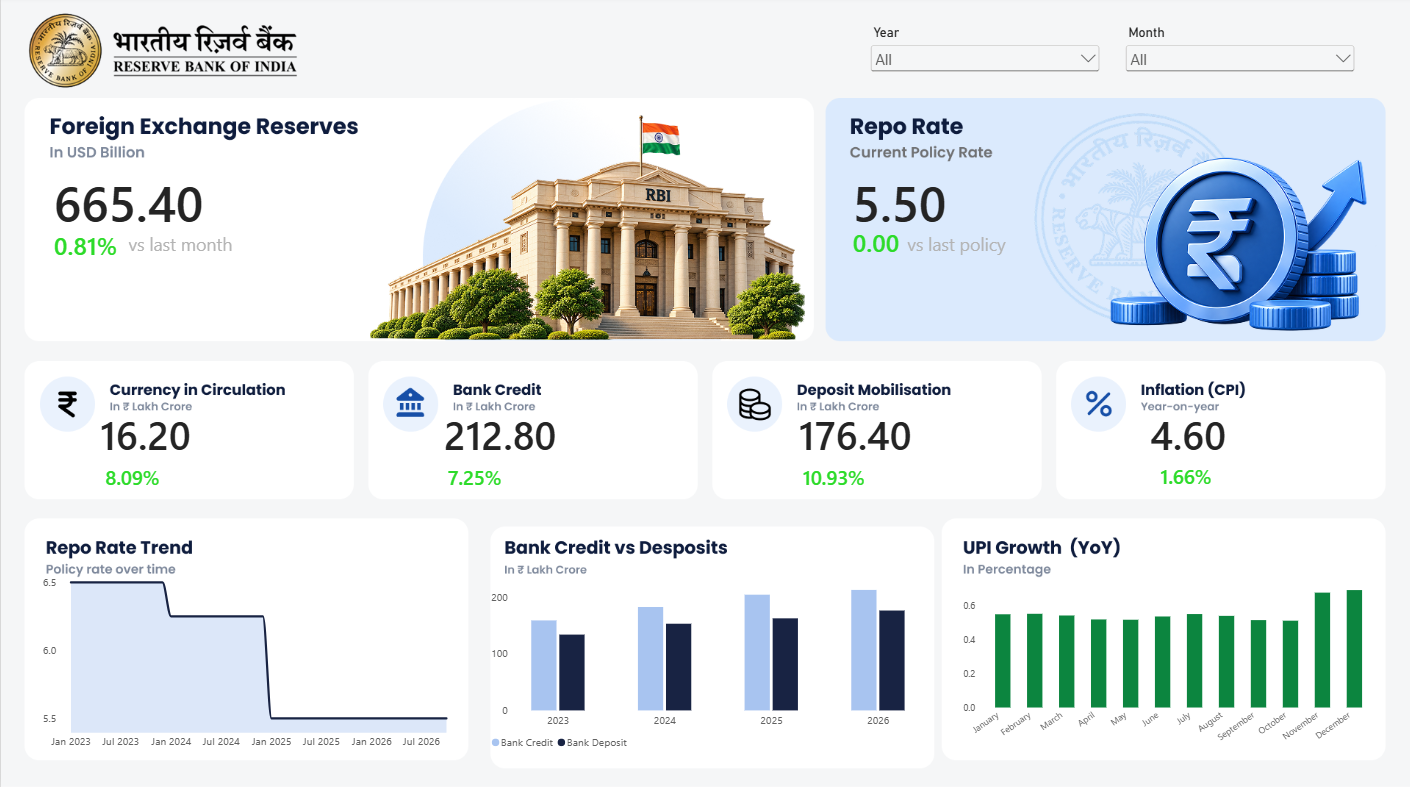 भारतीय रिज़र्व बैंक
RESERVE BANK OF INDIA
Year
All
Month
All
Foreign Exchange Reserves
In USD Billion
665.40
0.81% vs last month
RBI
Repo Rate
Current Policy Rate
5.50
0.00 vs last policy
भारतीय रिज़र्व
RESERVE BANK
Currency in Circulation
In ₹ Lakh Crore
16.20
8.09%
Bank Credit
In ₹ Lakh Crore
212.80
7.25%
Deposit Mobilisation
In ₹ Lakh Crore
176.40
10.93%
Inflation (CPI)
Year-on-year
4.60
1.66%
Repo Rate Trend
Policy rate over time
6.5
6.0
5.5
Jan 2023 Jul 2023 Jan 2024 Jul 2024 Jan 2025 Jul 2025 Jan 2026 Jul 2026
Bank Credit vs Desposits
In ₹ Lakh Crore
200
100
0
2023 2024 2025 2026
Bank Credit Bank Deposit
UPI Growth (YoY)
In Percentage
0.6
0.4
0.2
0.0
January February March April May June July August September October November December